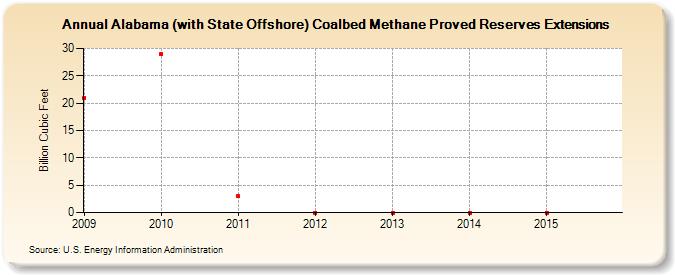 Annual Alabama (with State Offshore) Coalbed Methane Proved Reserves Extensions
Billion Cubic Feet
30
25
20
15
10
5
0
2009 2010 2011 2012 2013 2014 2015
Source: U.S. Energy Information Administration